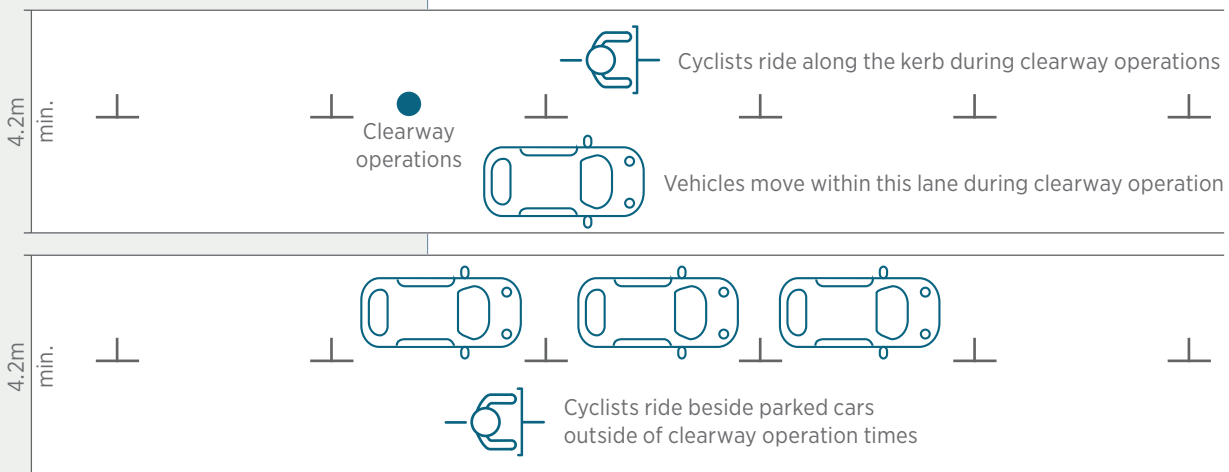 4.2m
min.
Cyclists ride along the kerb during clearway operations
Clearway
operations
Vehicles move within this lane during clearway operation
4.2m
min.
Cyclists ride beside parked cars
outside of clearway operation times